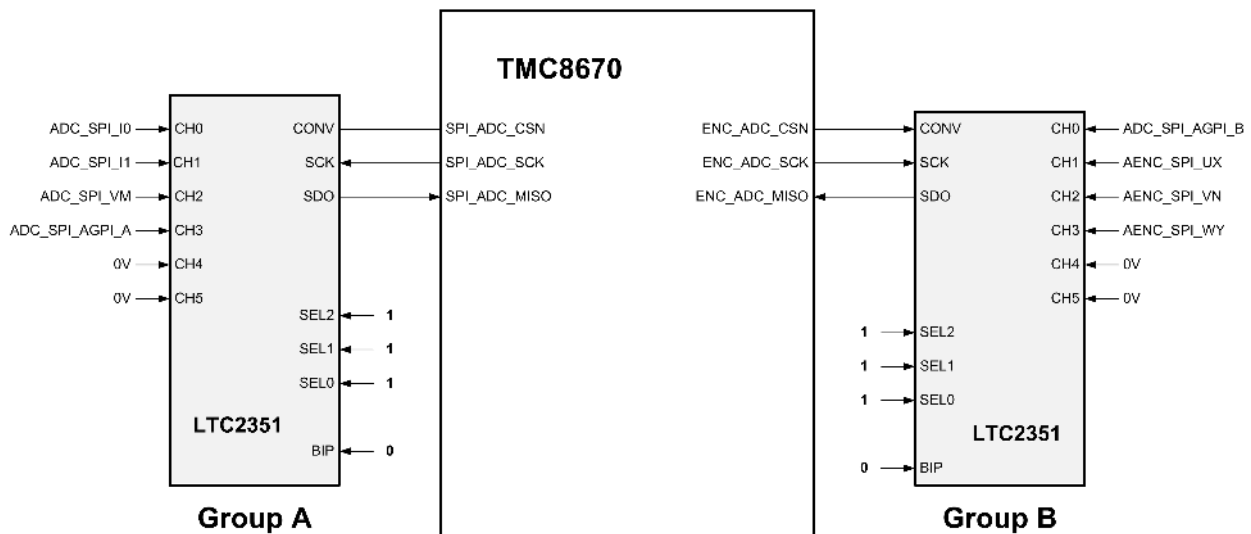 TMC8670
ADC_SPI_I0 CH0 CONV SPI_ADC_CSN ENC_ADC_CSN CONV CH0 ADC_SPI_AGPI_B
ADC_SPI_I1 CH1 SCK SPI_ADC_SCK ENC_ADC_SCK SCK CH1 AENC_SPI_UX
ADC_SPI_VM CH2 SDO SPI_ADC_MISO ENC_ADC_MISO SDO CH2 AENC_SPI_VN
ADC_SPI_AGPI_A CH3 CH3 AENC_SPI_WY
0V CH4 CH4 0V
0V CH5 CH5 0V
SEL2 1 1 SEL2
SEL1 1 1 SEL1
SEL0 1 1 SEL0
LTC2351 LTC2351
BIP 0 0 BIP
Group A Group B